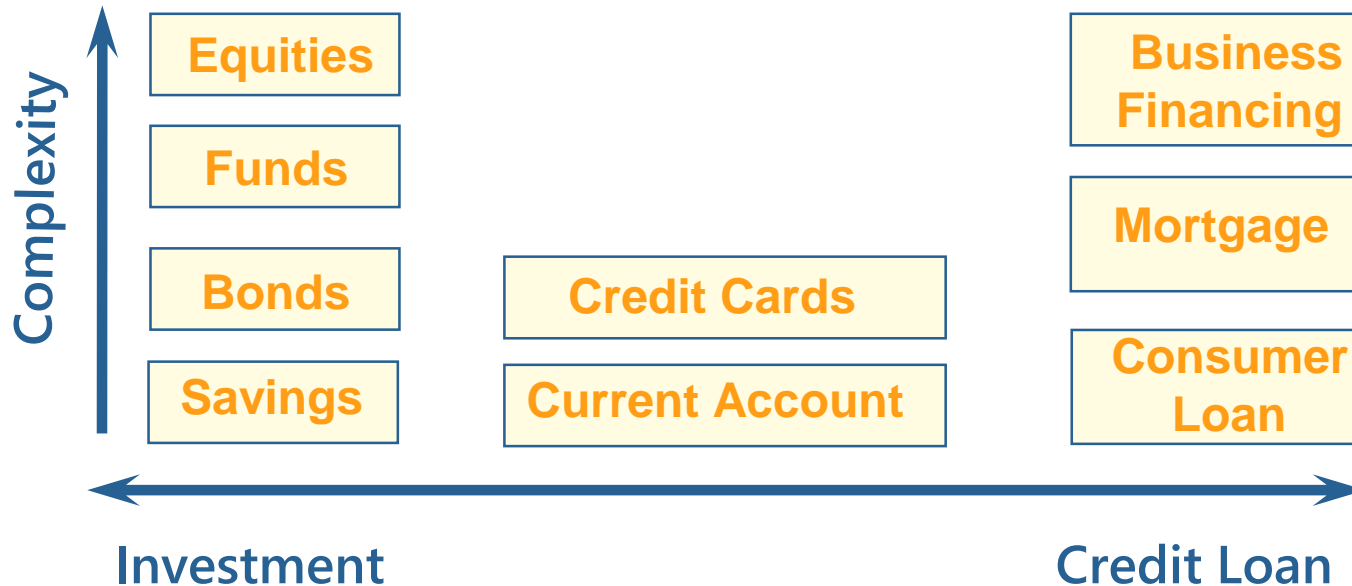 Complexity
Equities
Funds
Bonds
Savings
Credit Cards
Current Account
Business
Financing
Mortgage
Consumer
Loan
Investment
Credit Loan